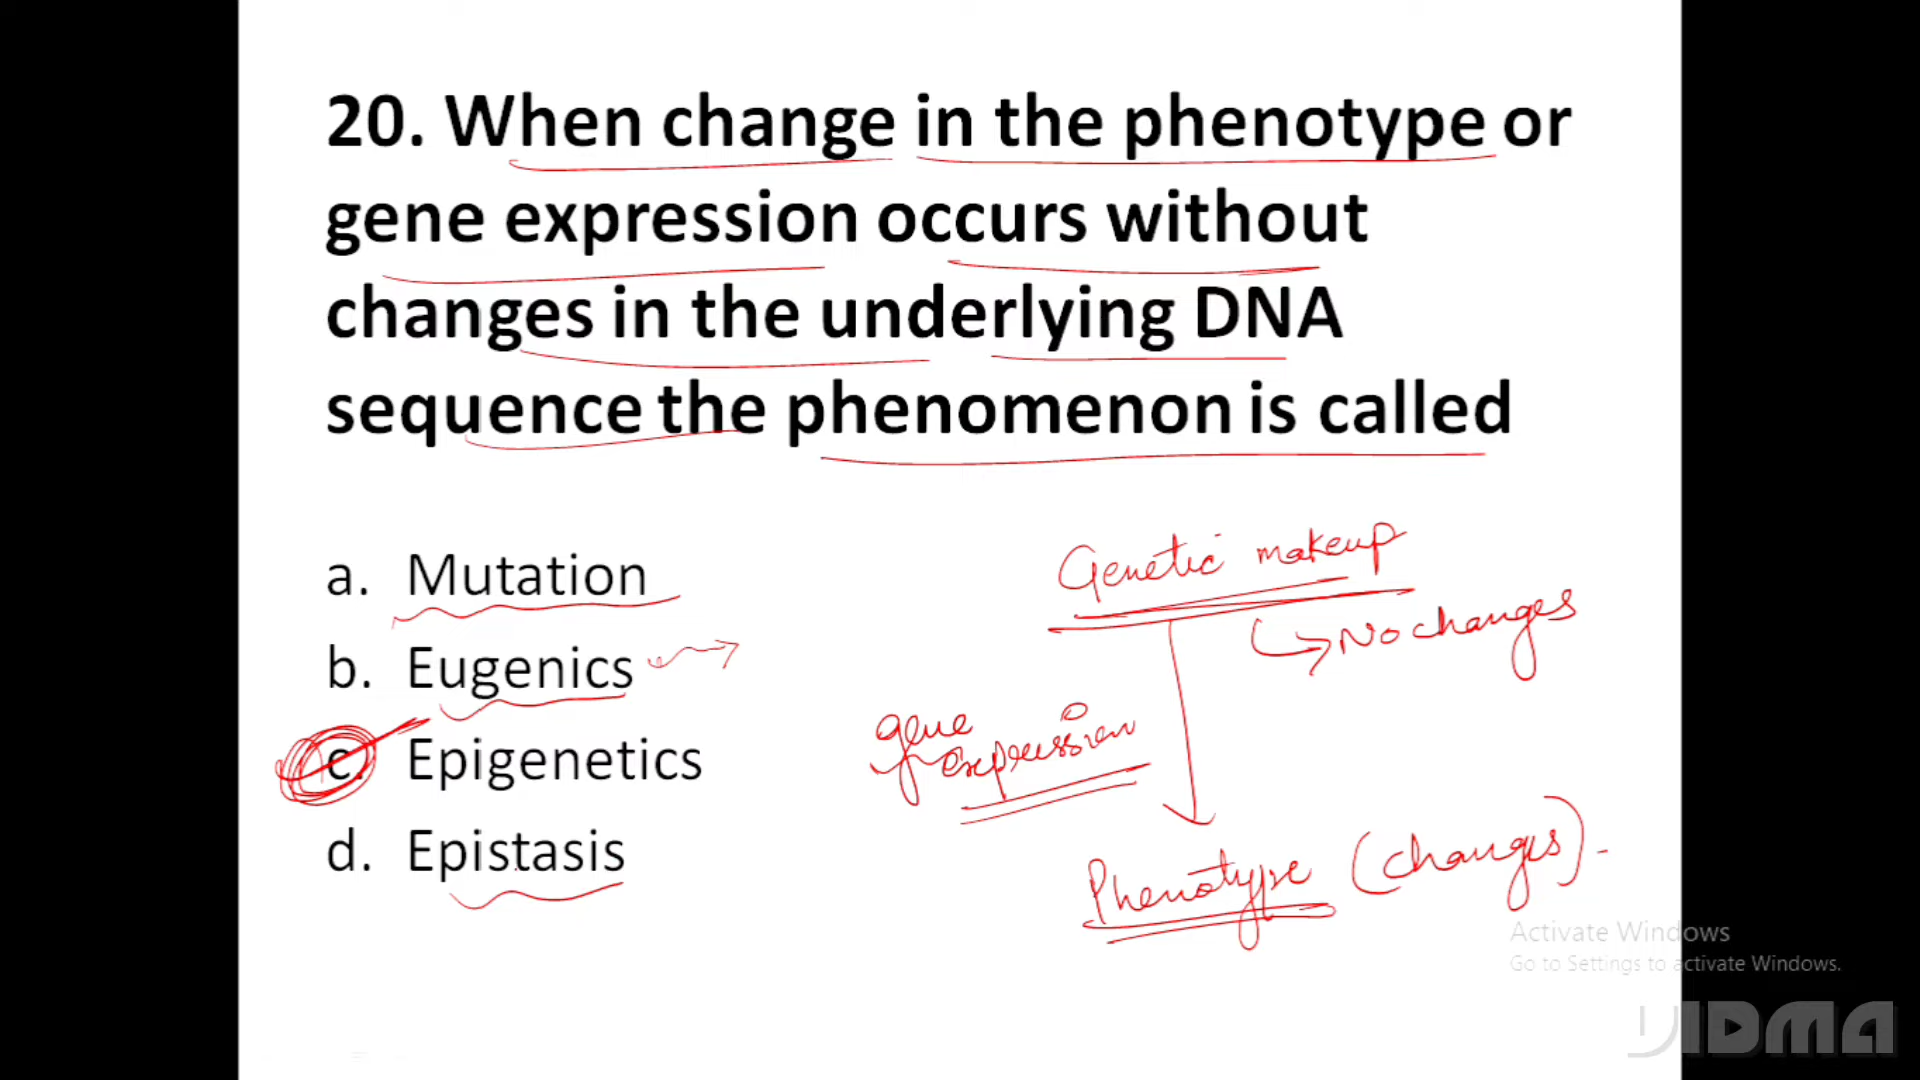 20. When change in the phenotype or
gene expression occurs without
changes in the underlying DNA
sequence the phenomenon is called
a. Mutation
b. Eugenics
c. Epigenetics
d. Epistasis
Genetic makeup
No changes
gene
expression
Phenotype (changes).
Activate Windows
Go to Settings to activate Windows.
VIDMA